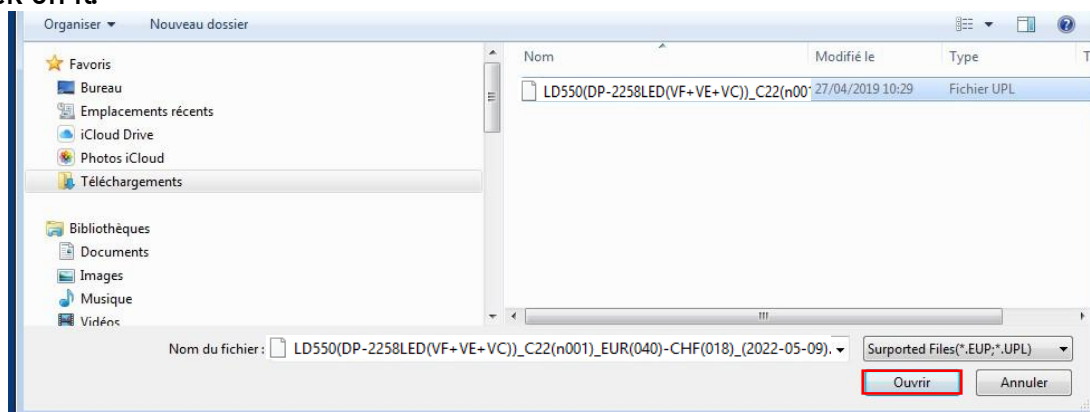 Organiser Nouveau dossier
Nom Modifié le Type
Favoris
Bureau
Emplacements récents
iCloud Drive
Photos iCloud
Téléchargements
LD550(DP-2258LED(VF+VE+VC))_C22(n001 27/04/2019 10:29 Fichier UPL
Bibliothèques
Documents
Images
Musique
Vidéos
Nom du fichier : LD550(DP-2258LED(VF+VE+VC))_C22(n001)_EUR(040)-CHF(018)_(2022-05-09). Surported Files(*.EUP;*.UPL)
Ouvrir Annuler